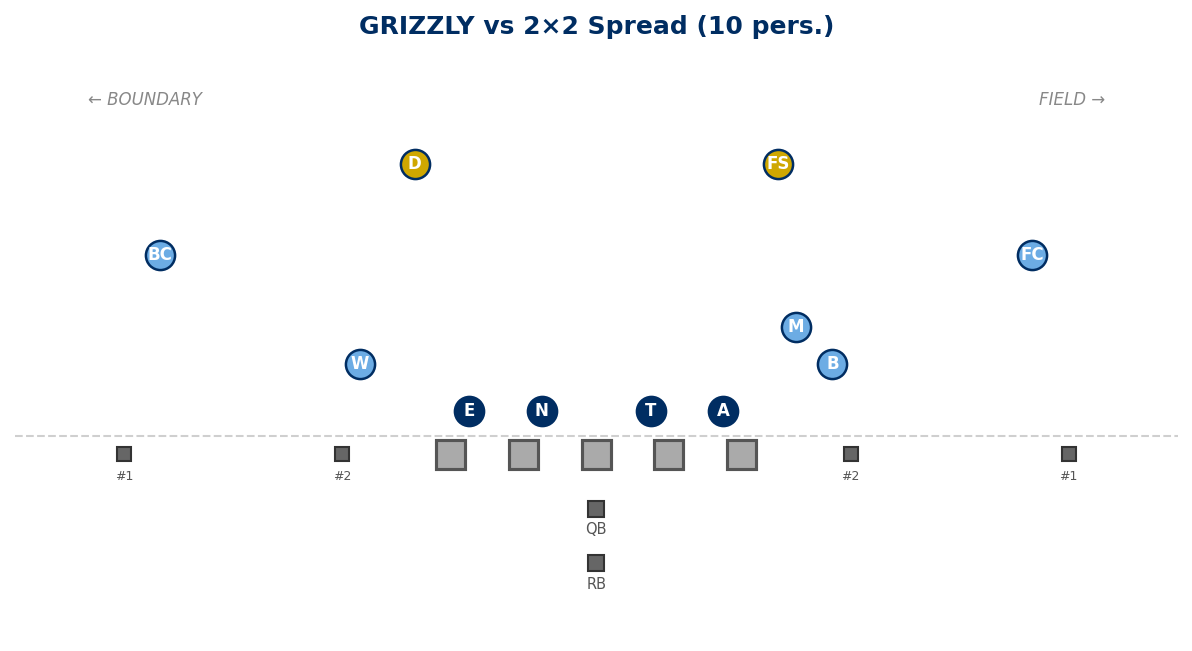 GRIZZLY vs 2×2 Spread (10 pers.)
← BOUNDARY
FIELD →
D
FS
BC
FC
M
W
B
E
N
T
A
#1
#2
#2
#1
QB
RB